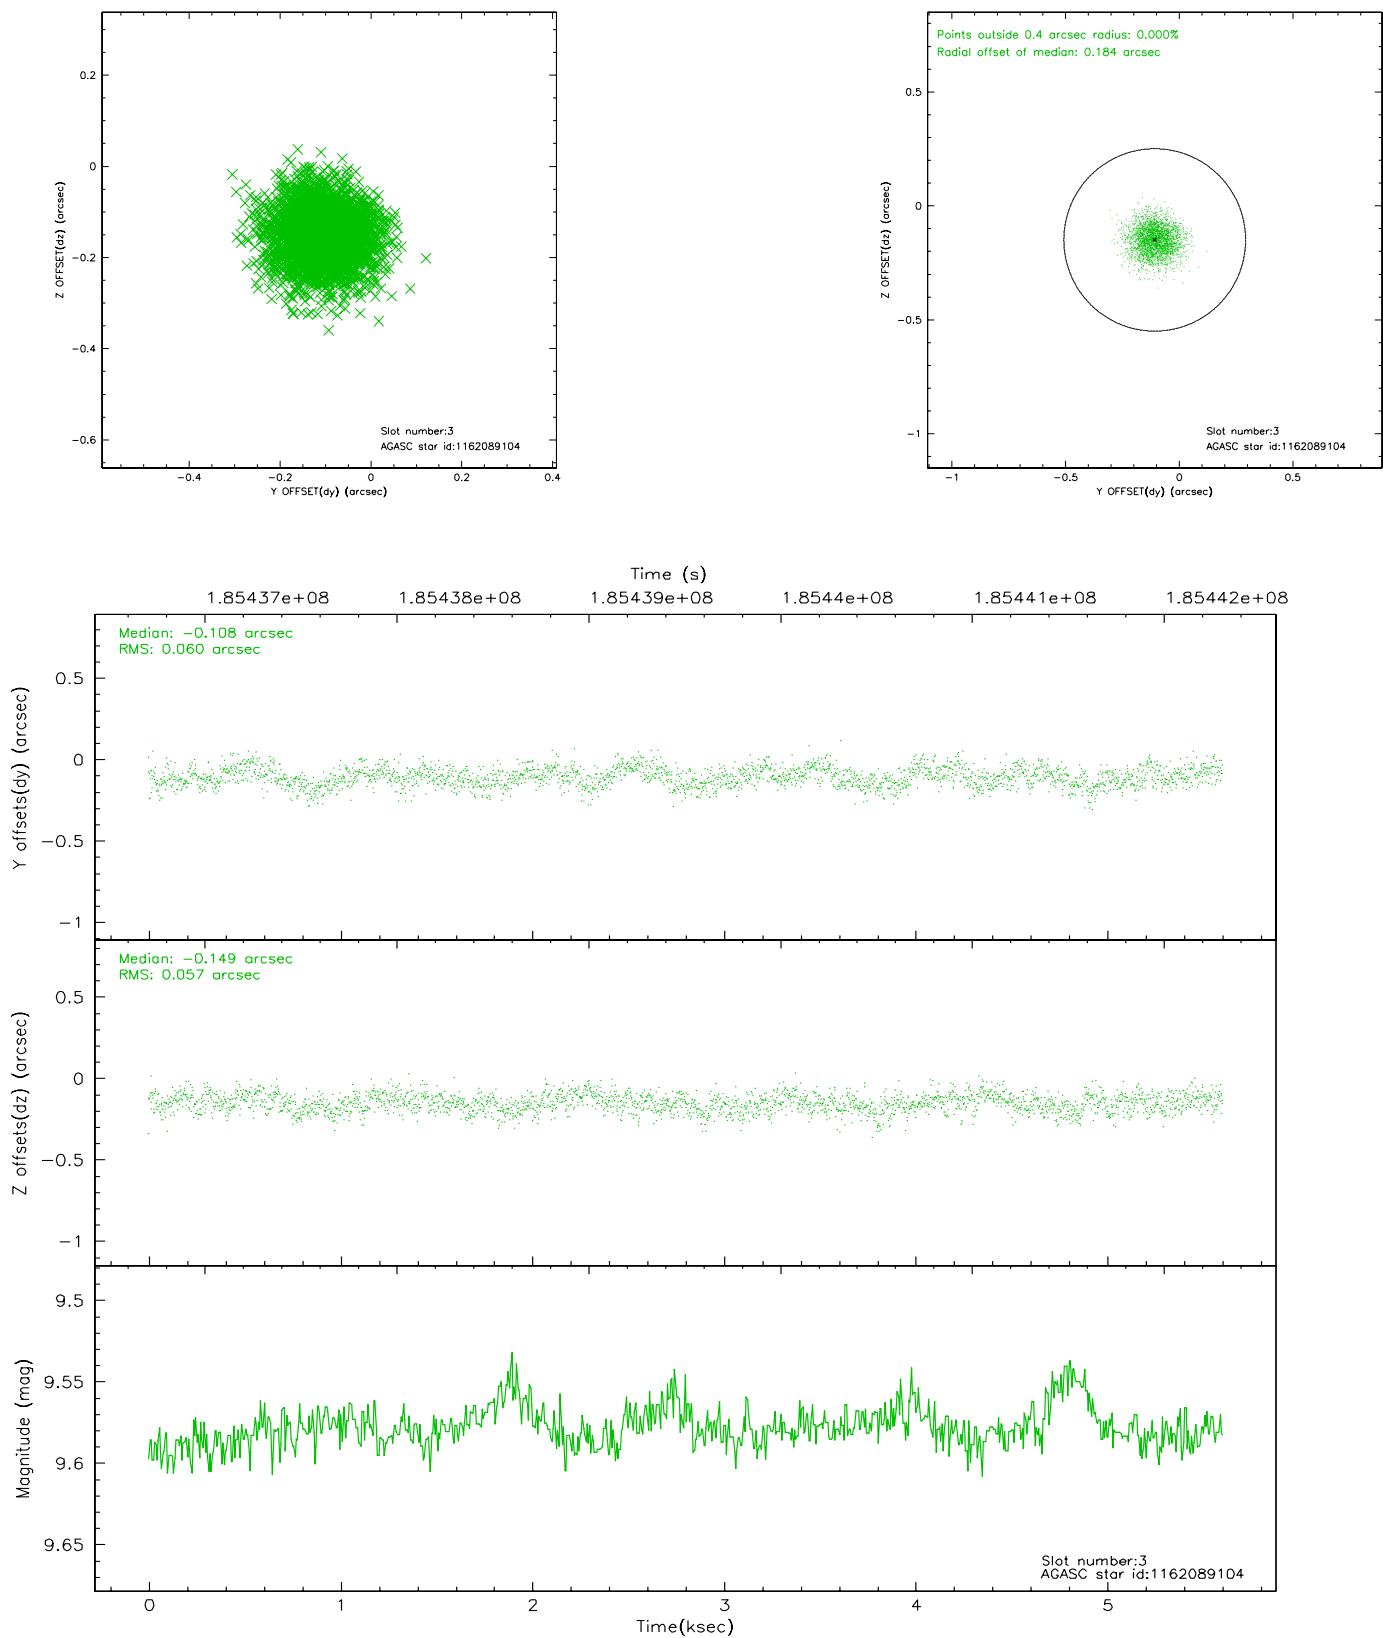 0.2
0
−0.2
−0.4
−0.6
Z OFFSET(dz) (arcsec)
Slot number:3
AGASC star id:1162089104
−0.4
−0.2
0
0.2
0.4
Y OFFSET(dy) (arcsec)
Points outside 0.4 arcsec radius: 0.000%
Radial offset of median: 0.184 arcsec
0.5
0
−0.5
−1
Z OFFSET(dz) (arcsec)
Slot number:3
AGASC star id:1162089104
−1
−0.5
0
0.5
Y OFFSET(dy) (arcsec)
Time (s)
1.85437e+08
1.85438e+08
1.85439e+08
1.8544e+08
1.85441e+08
1.85442e+08
Median: −0.108 arcsec
RMS: 0.060 arcsec
0.5
0
−0.5
−1
Y offsets(dy) (arcsec)
Median: −0.149 arcsec
RMS: 0.057 arcsec
0.5
0
−0.5
−1
Z offsets(dz) (arcsec)
9.5
9.55
9.6
9.65
Magnitude (mag)
Slot number:3
AGASC star id:1162089104
0
1
2
3
4
5
Time(ksec)